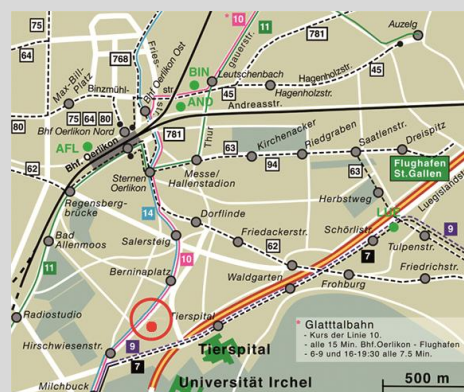 64
75
768
10
11
781
Auzelg
Fries-
str.
Bhf Oerlikon Ost
gauerstr.
BIN
Leutschenbach
Hagenholzstr.
45
Max-Bill-
Platz
Binzmühl-
AND
45
Hagenholzstr.
75 64 80
Andreasstr.
80
Bhf Oerlikon Nord
781
Thur
Kirchenacker
Riedgraben
Saatlenstr.
Dreispitz
AFL
Bhf. Oerlikon
63
94
63
62
Sternen
Oerlikon
Messe/
Hallenstadion
Flughafen
St.Gallen
Regensberg-
brücke
Herbstweg
Luegislandstr.
14
Dorflinde
Bad
Allenmoos
Salersteig
Friedackerstr.
62
Schörlistr.
9
Tulpenstr.
7
11
10
Berninaplatz
Waldgarten
Friedrichstr.
Frohburg
Radiostudio
Tierspital
Glatttalbahn
- Kurs der Linie 10.
- alle 15 Min. Bhf.Oerlikon - Flughafen
- 6-9 und 16-19:30 alle 7.5 Min.
Hirschwiesenstr.
9
7
Tierspital
Milchbuck
Universität Irchel
500 m